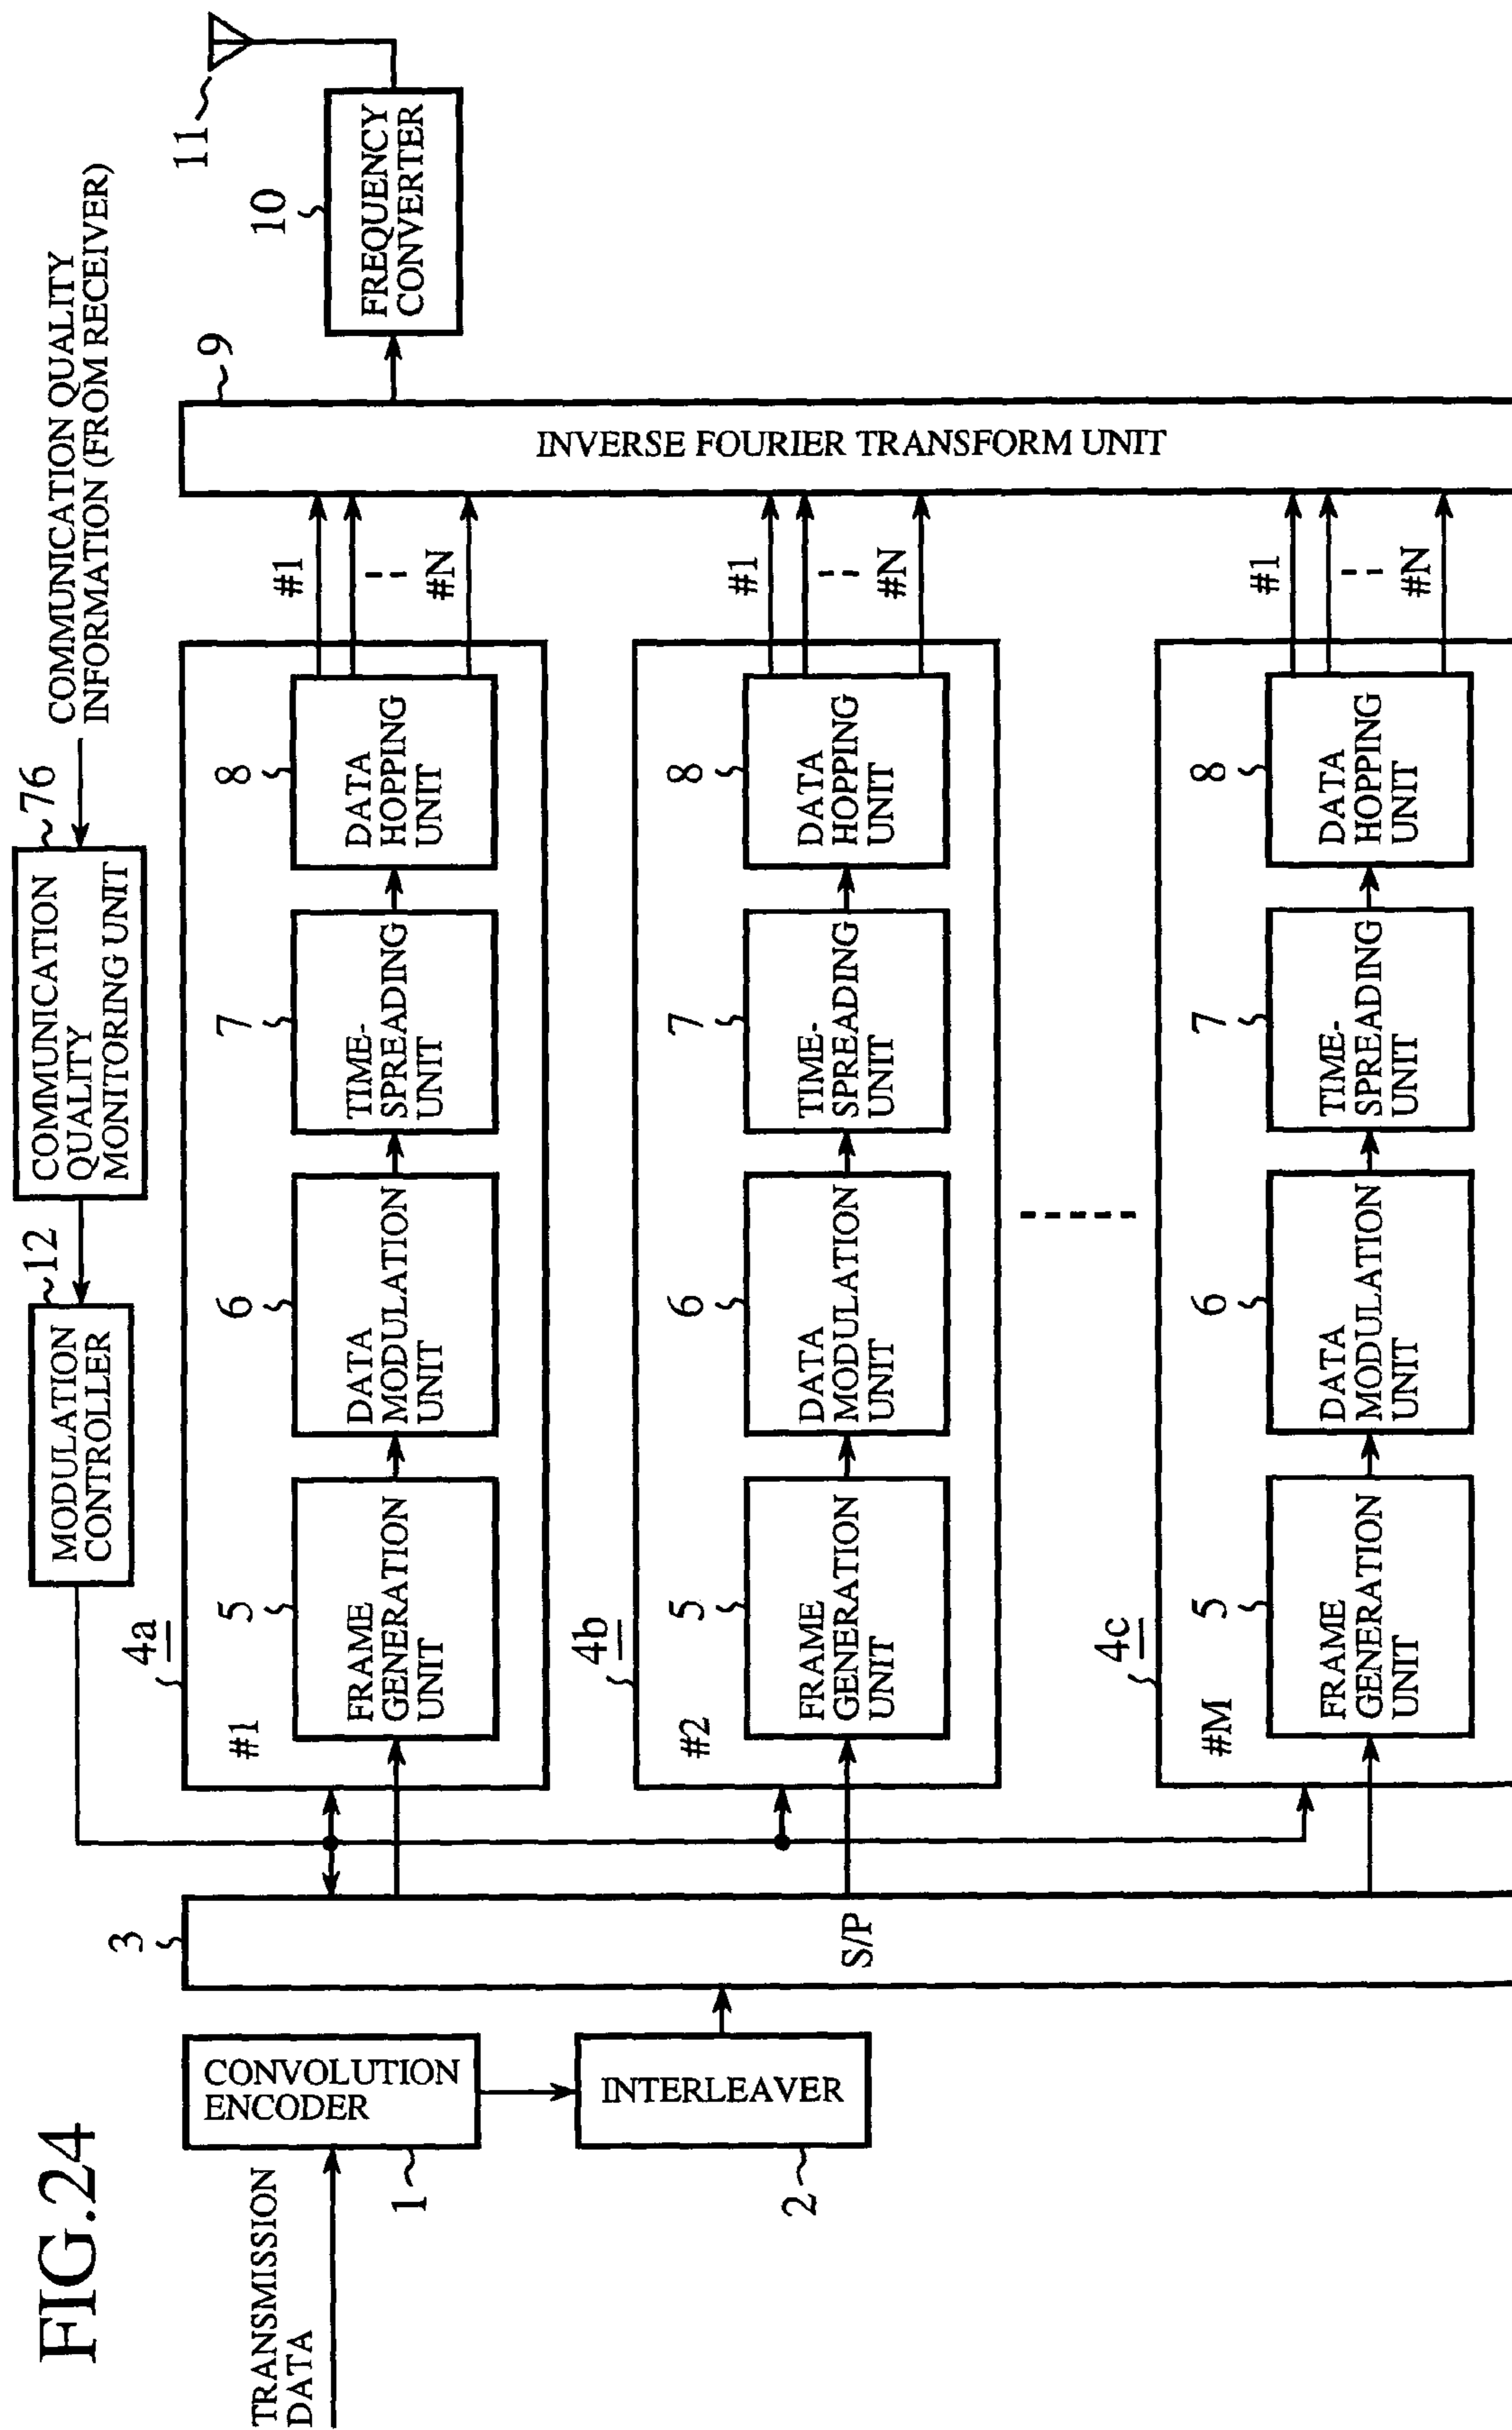 FIG.24
TRANSMISSION
DATA
1
CONVOLUTION
ENCODER
2
INTERLEAVER
3
S/P
12
MODULATION
CONTROLLER
76
COMMUNICATION
QUALITY
MONITORING UNIT
COMMUNICATION QUALITY
INFORMATION (FROM RECEIVER)
4a
#1
5
FRAME
GENERATION
UNIT
6
DATA
MODULATION
UNIT
7
TIME-
SPREADING
UNIT
8
DATA
HOPPING
UNIT
#1
#N
4b
#2
5
FRAME
GENERATION
UNIT
6
DATA
MODULATION
UNIT
7
TIME-
SPREADING
UNIT
8
DATA
HOPPING
UNIT
#1
#N
4c
#M
5
FRAME
GENERATION
UNIT
6
DATA
MODULATION
UNIT
7
TIME-
SPREADING
UNIT
8
DATA
HOPPING
UNIT
#1
#N
9
INVERSE FOURIER TRANSFORM UNIT
10
FREQUENCY
CONVERTER
11